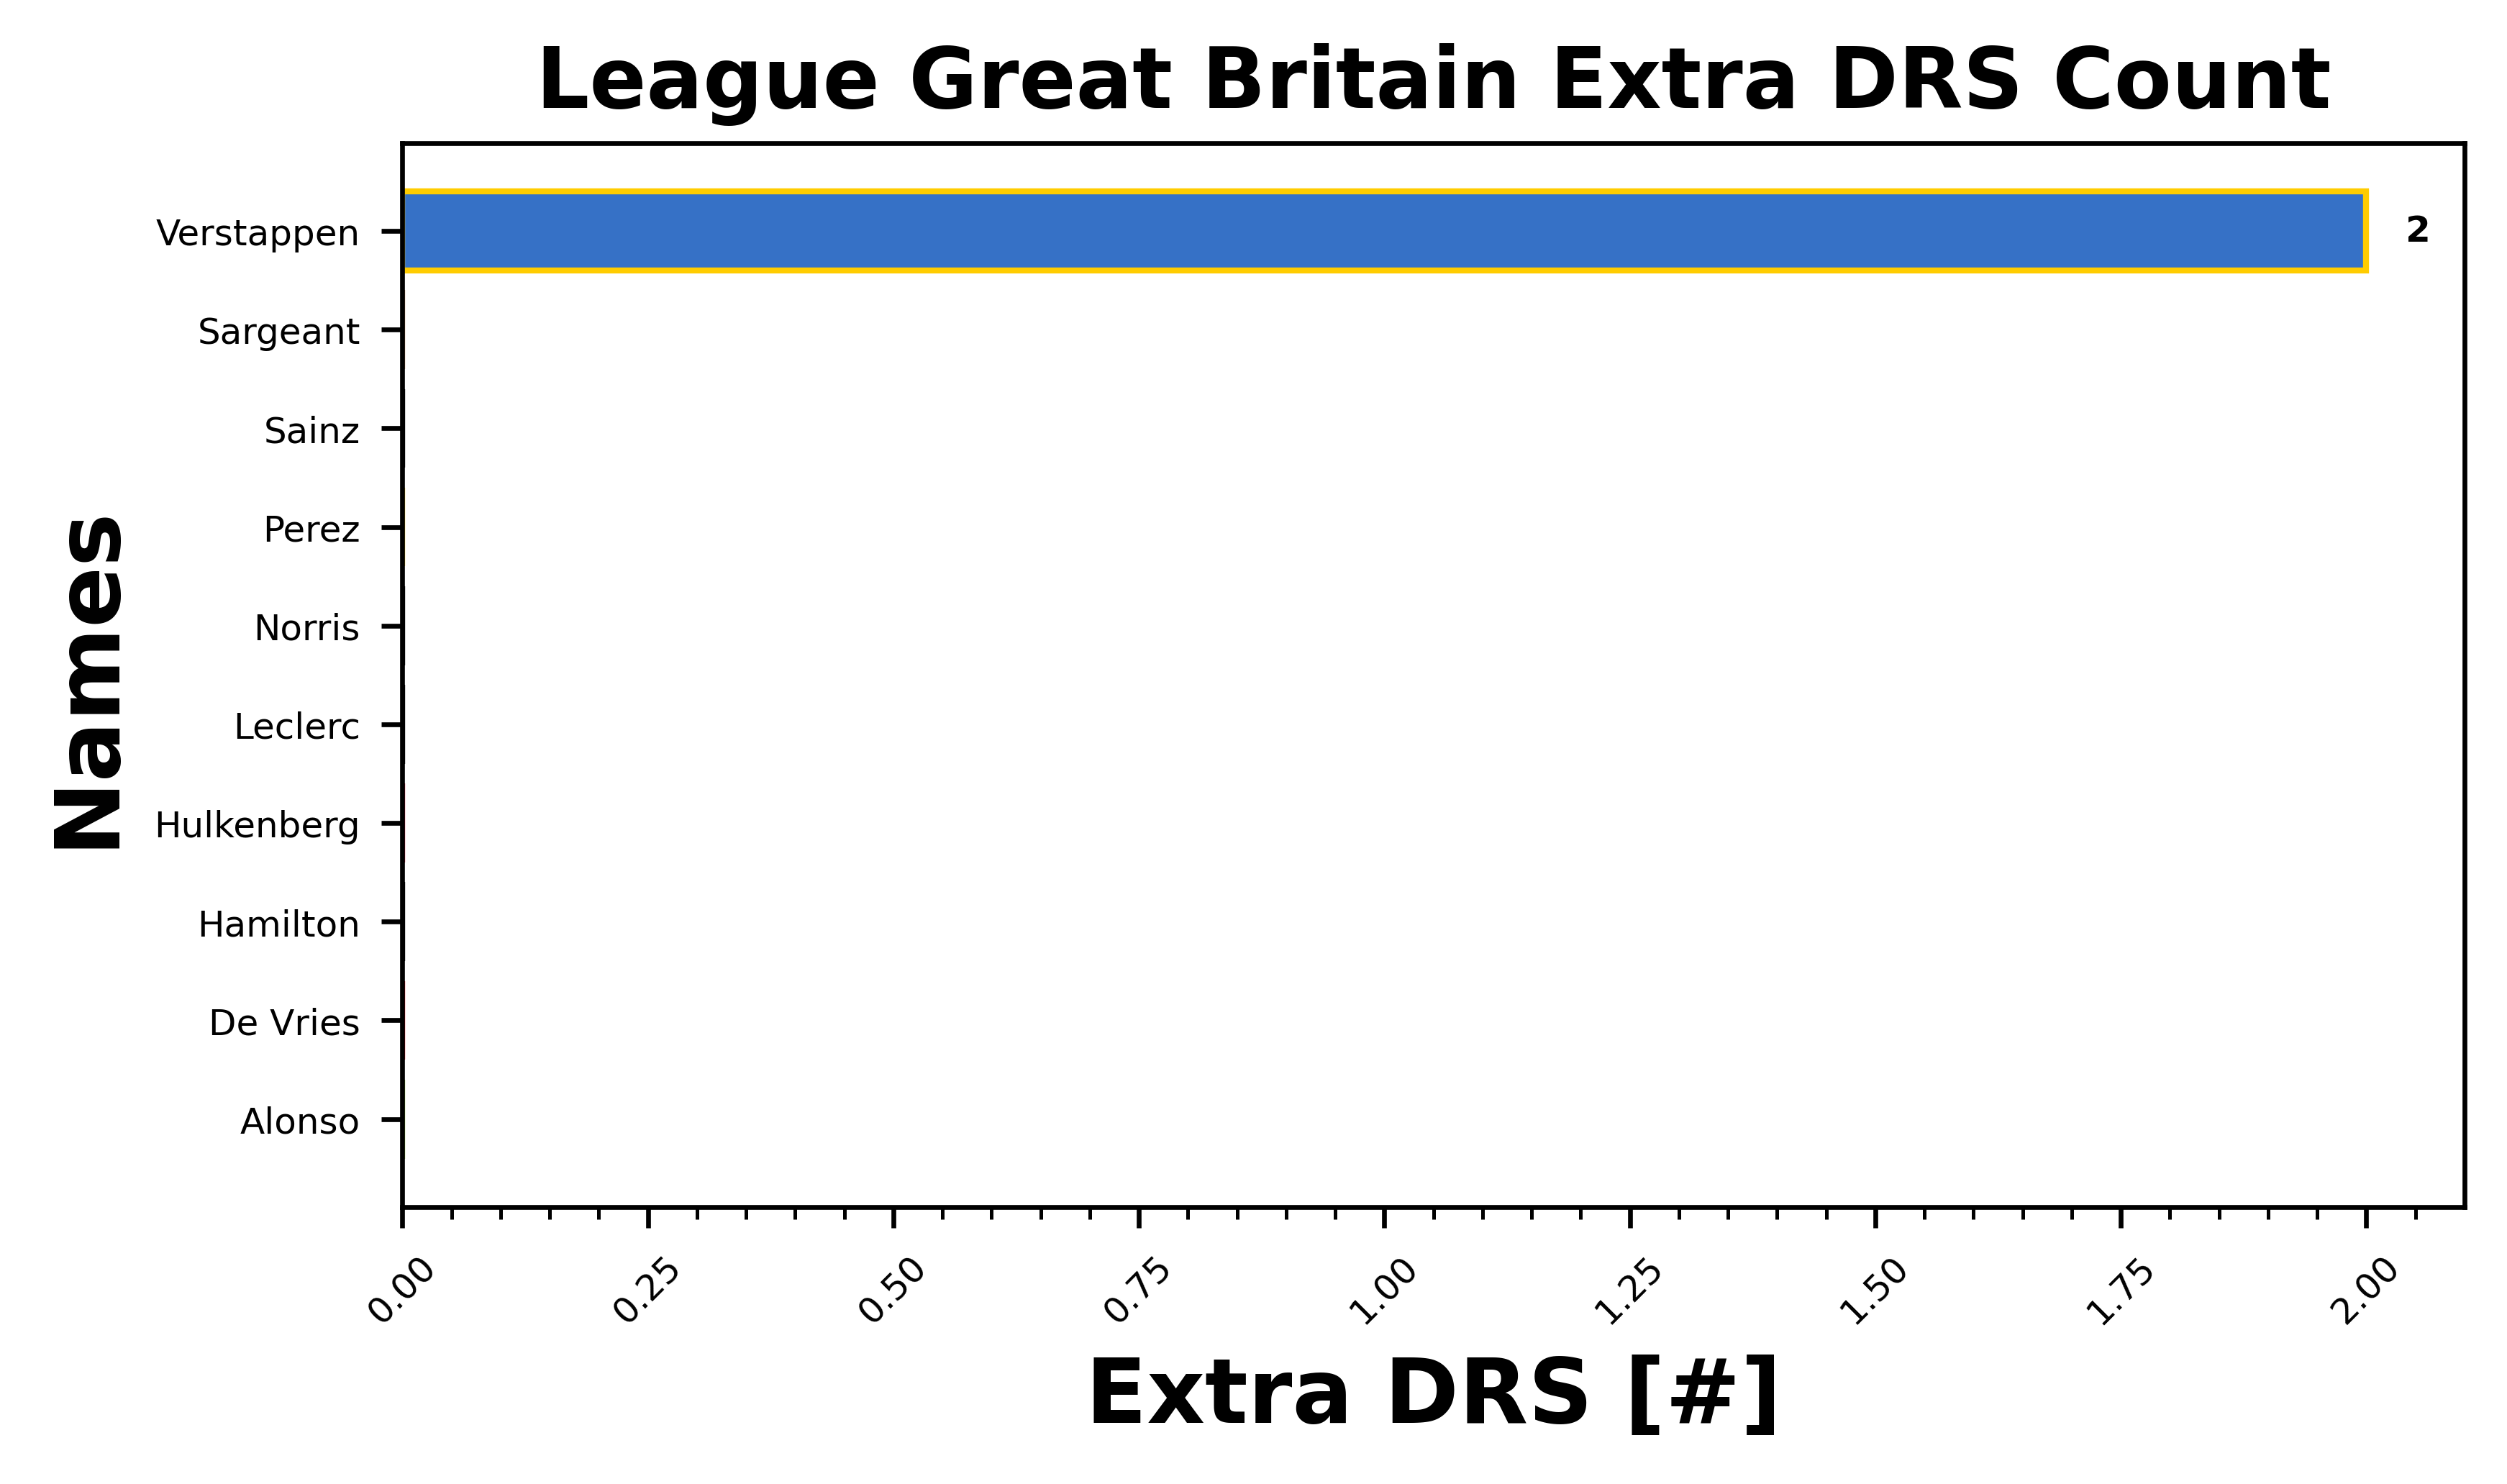 League Great Britain Extra DRS Count
Verstappen
2
Sargeant
Sainz
Perez
Norris
Leclerc
Hulkenberg
Hamilton
De Vries
Alonso
Names
0.00
0.25
0.50
0.75
1.00
1.25
1.50
1.75
2.00
Extra DRS [#]